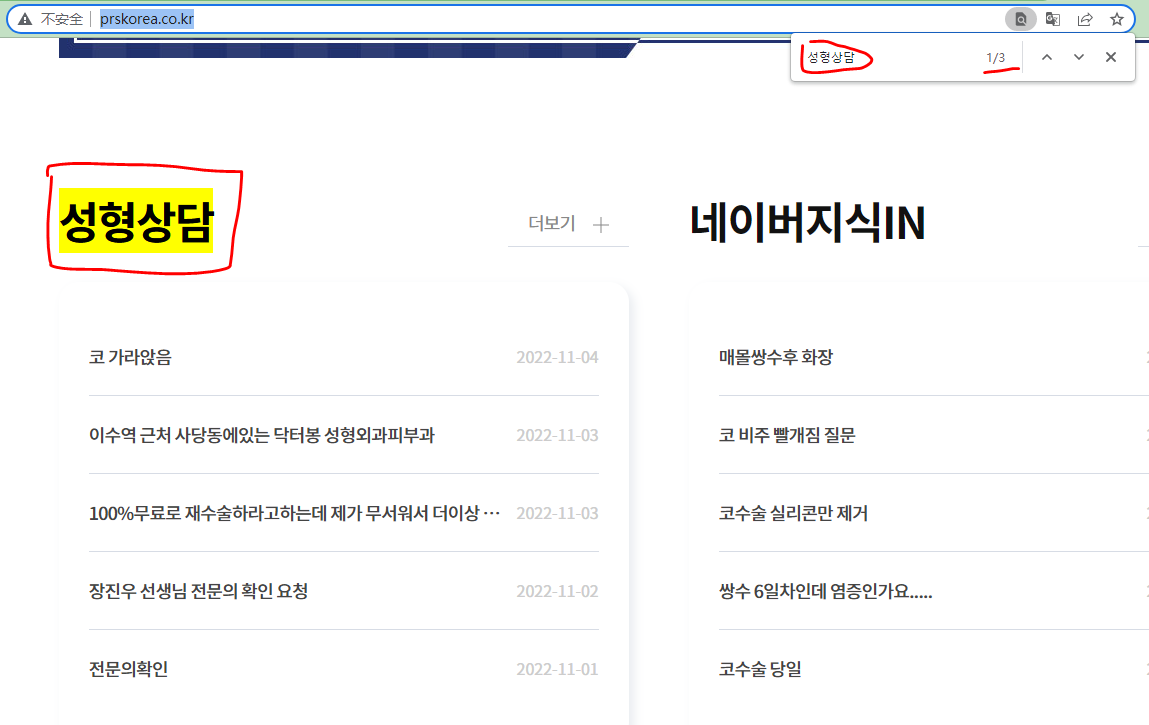 不安全 prskorea.co.kr
성형상담 1/3
성형상담 더보기
네이버지식IN
코 가라앉음 2022-11-04
이수역 근처 사당동에있는 닥터봉 성형외과피부과 2022-11-03
100%무료로 재수술하라고하는데 제가 무서워서 더이상 ··· 2022-11-03
장진우 선생님 전문의 확인 요청 2022-11-02
전문의확인 2022-11-01
매몰쌍수후 화장
코 비주 빨개짐 질문
코수술 실리콘만 제거
쌍수 6일차인데 염증인가요.....
코수술 당일